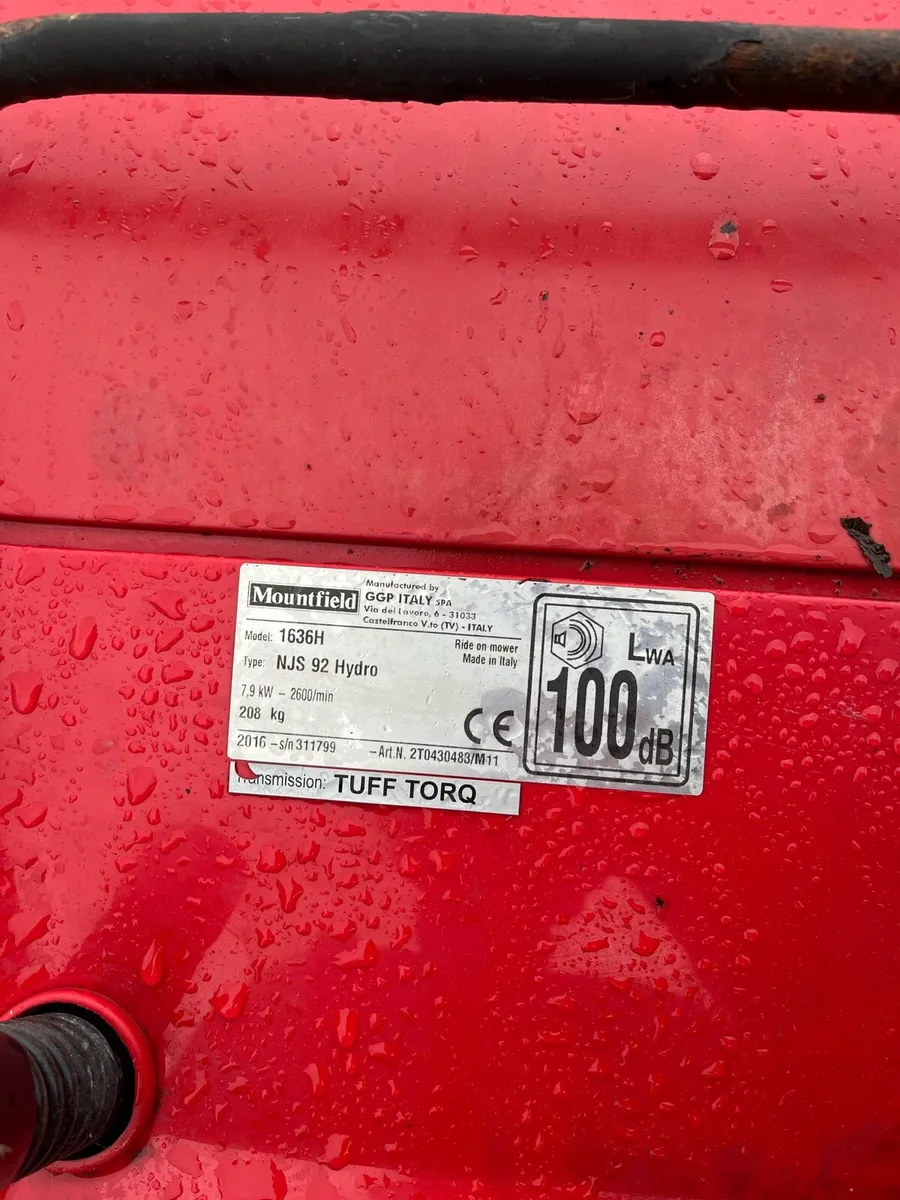 Mountfield
Manufactured by
GGP ITALY SPA
Via del Lavoro, 6 - 31033
Castelfranco V.to (TV) - ITALY
Model: 1636H
Ride on mower
Type: NJS 92 Hydro
Made in Italy
7,9 kW – 2600/min
208 kg
CE
2016 – s/n 311799 – Art.N. 2T0430483/M11
LWA
100 dB
Transmission: TUFF TORQ